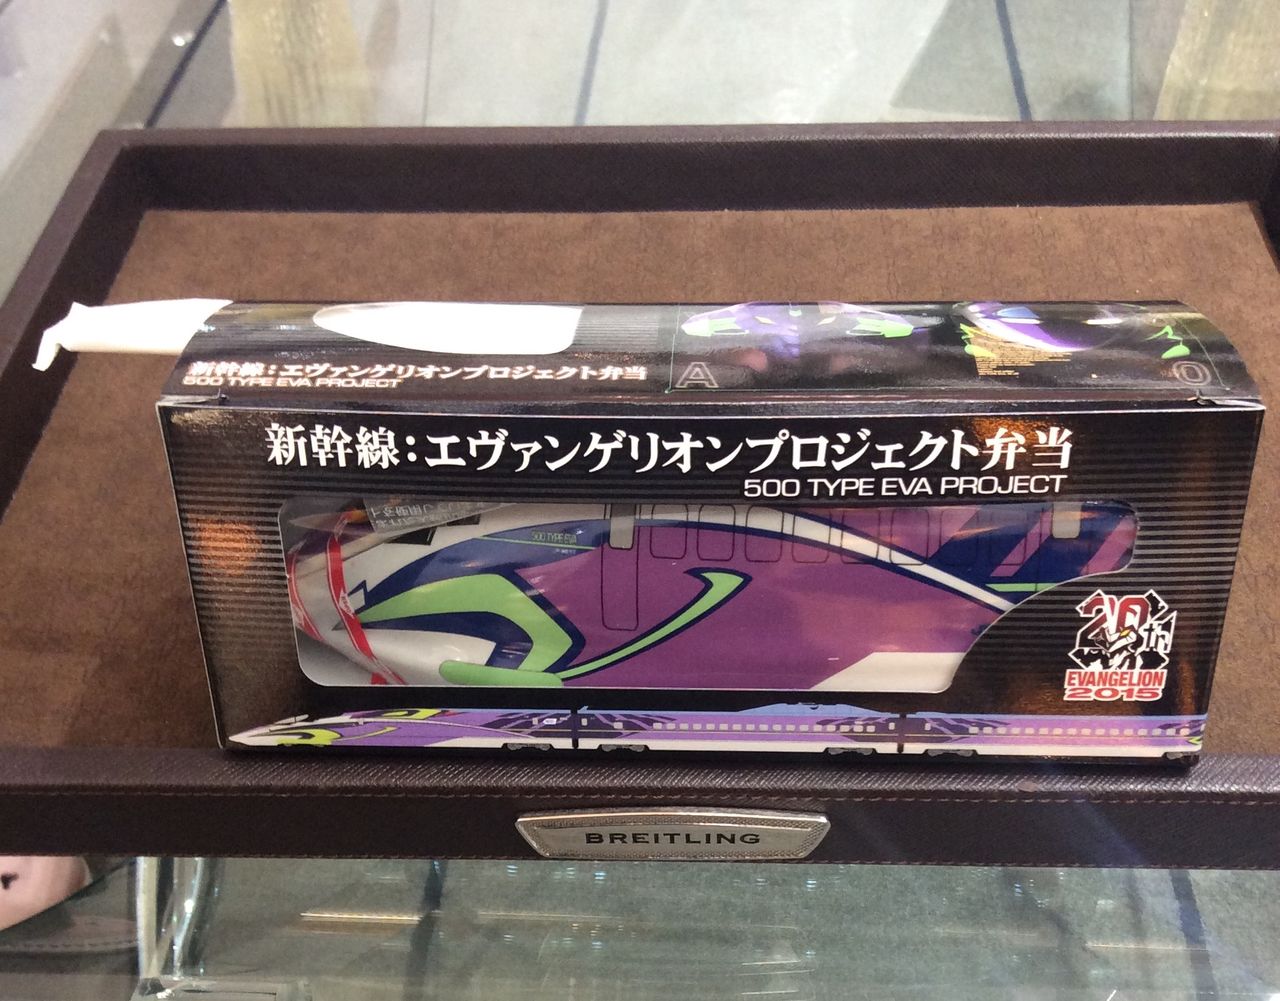 新幹線：エヴァンゲリオンプロジェクト弁当
500 TYPE EVA PROJECT
A
0
新幹線：エヴァンゲリオンプロジェクト弁当
500 TYPE EVA PROJECT
500 TYPE EVA
20th
EVANGELION
2015
BREITLING